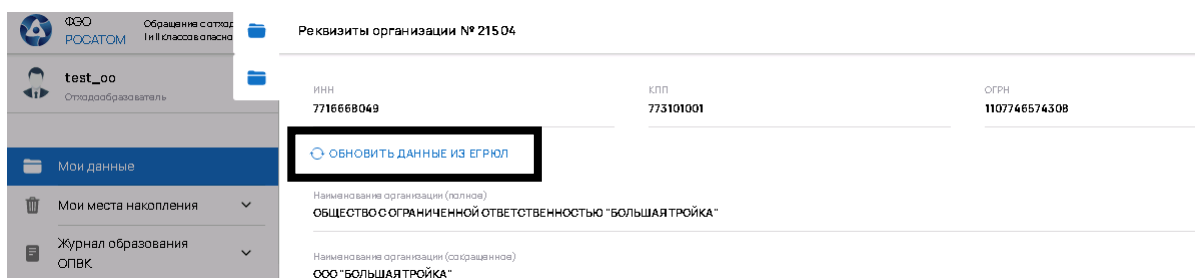 ФЭО
РОСАТОМ
Обращение с отход
I и II классов опасно
Реквизиты организации № 21504
test_oo
Отходообразователь
ИНН
КПП
ОГРН
7716668049
773101001
1107746574308
ОБНОВИТЬ ДАННЫЕ ИЗ ЕГРЮЛ
Мои данные
Мои места накопления
Журнал образования
ОПВК
Наименование организации (полное)
ОБЩЕСТВО С ОГРАНИЧЕННОЙ ОТВЕТСТВЕННОСТЬЮ "БОЛЬШАЯ ТРОЙКА"
Наименование организации (сокращенное)
ООО "БОЛЬШАЯ ТРОЙКА"